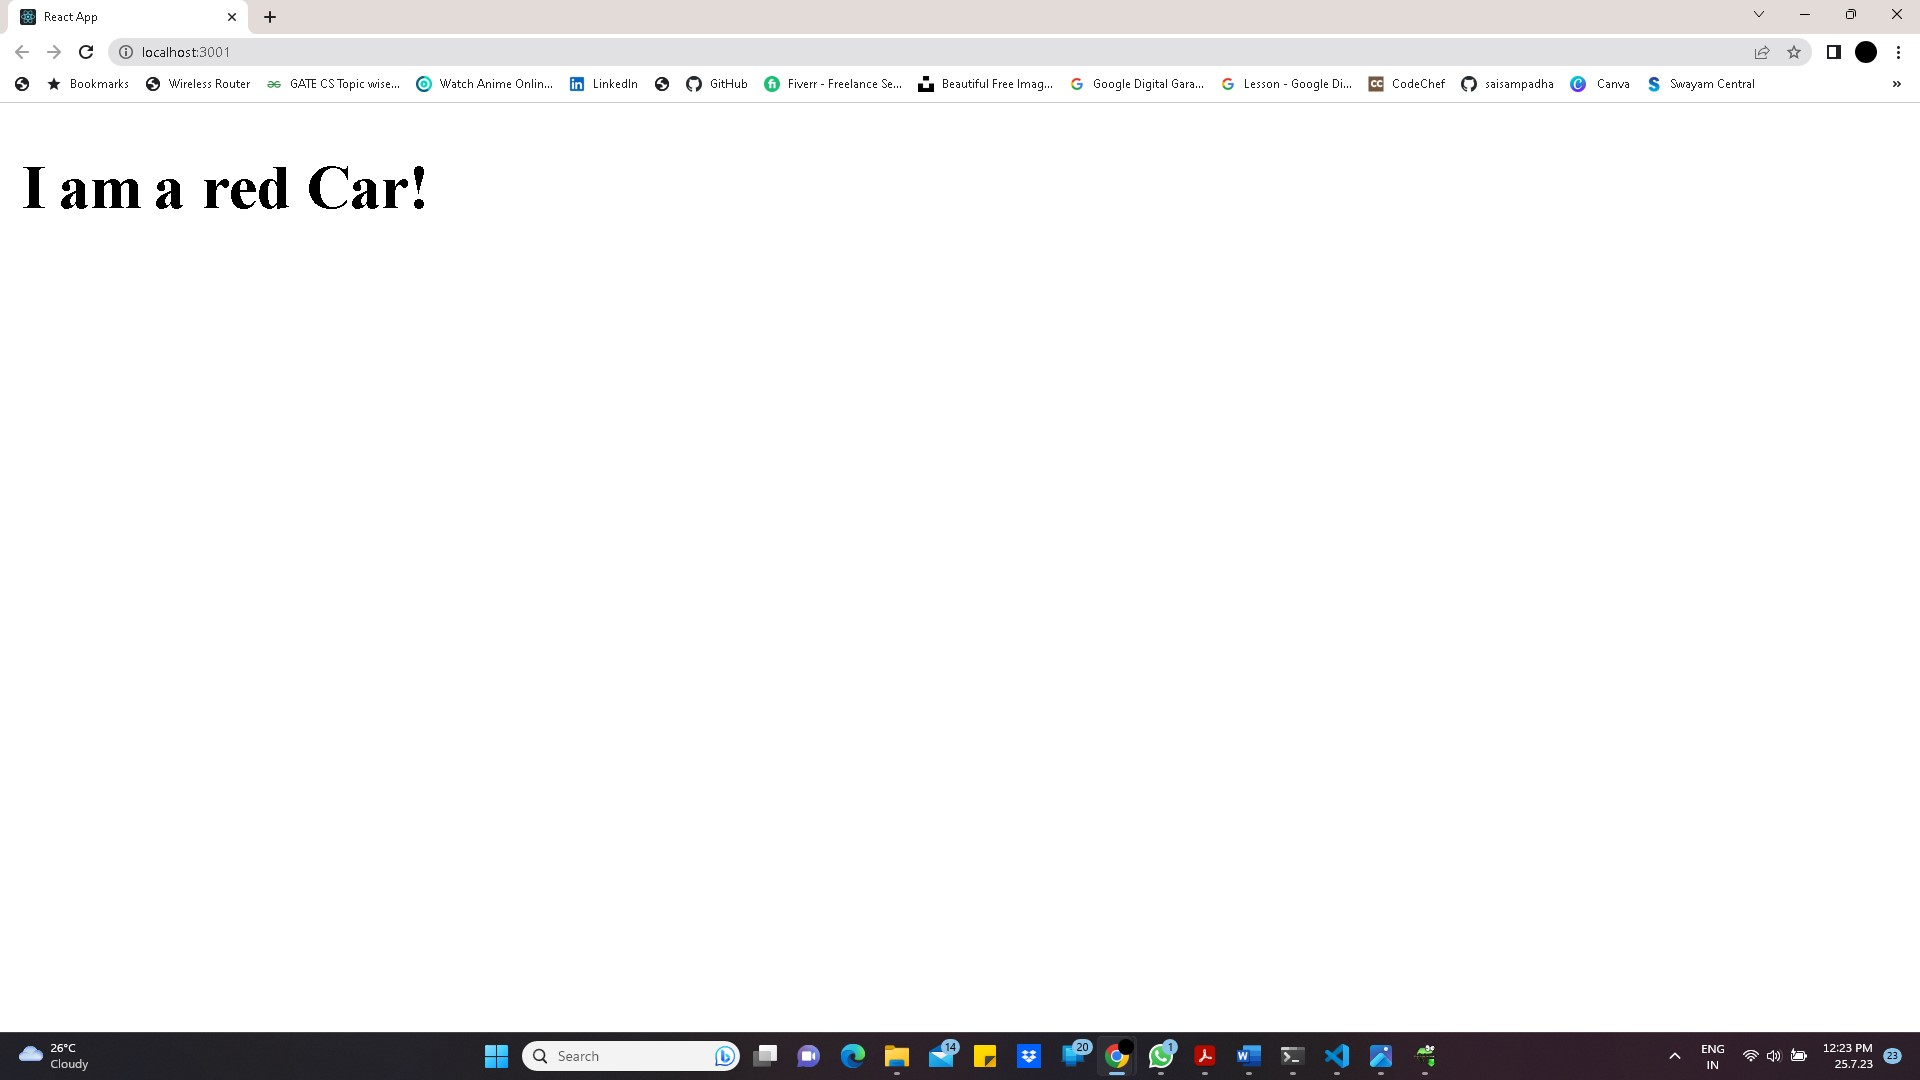 React App
localhost:3001
Bookmarks Wireless Router GATE CS Topic wise... Watch Anime Onlin... LinkedIn GitHub Fiverr - Freelance Se... Beautiful Free Imag... Google Digital Gara... Lesson - Google Di... CC CodeChef saisampadha Canva Swayam Central »
I am a red Car!
26°C
Cloudy
Search
14
20
1
ENG
IN
12:23 PM
25.7.23
23